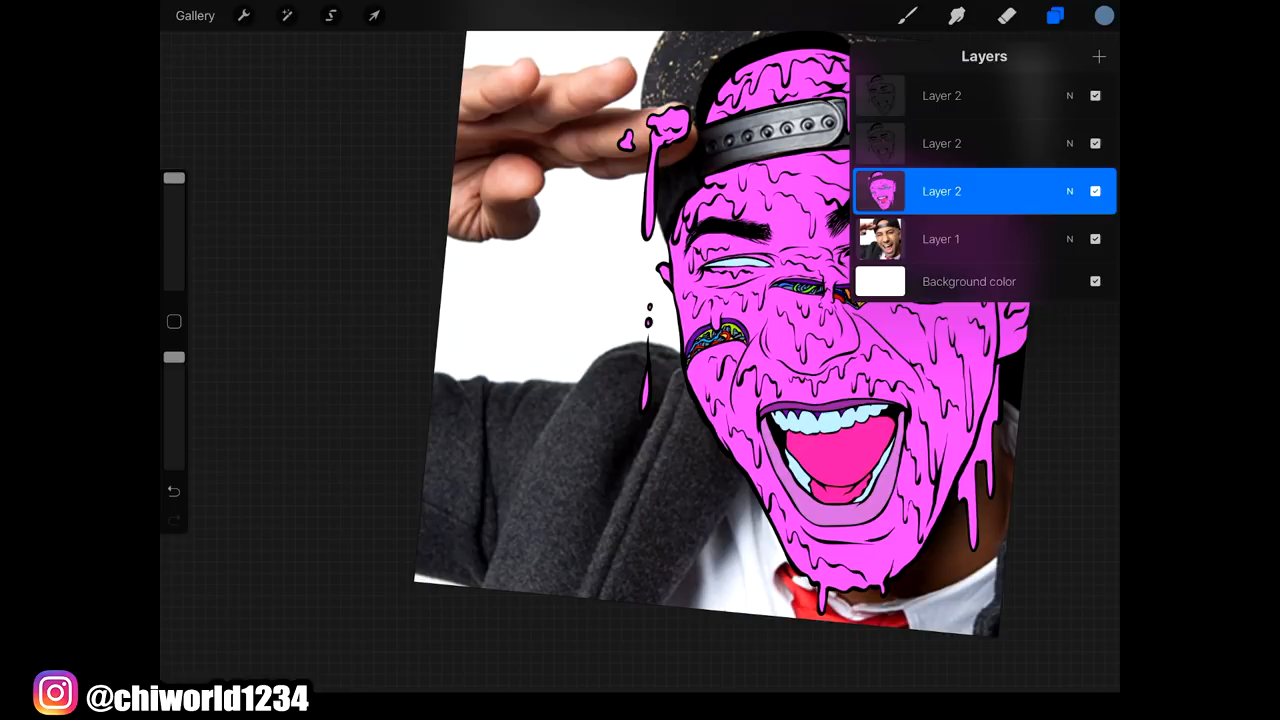 Gallery
Layers
Layer 2 N
Layer 2 N
Layer 2 N
Layer 1 N
Background color
@chiworld1234